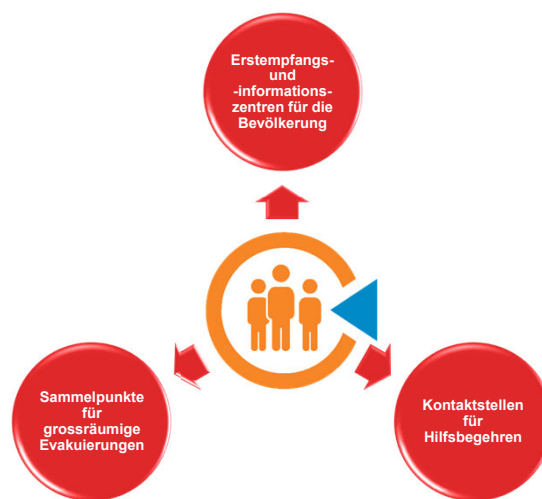 Erstempfangs-
und
-informations-
zentren für die
Bevölkerung
Sammelpunkte
für
grossräumige
Evakuierungen
Kontaktstellen
für
Hilfsbegehren